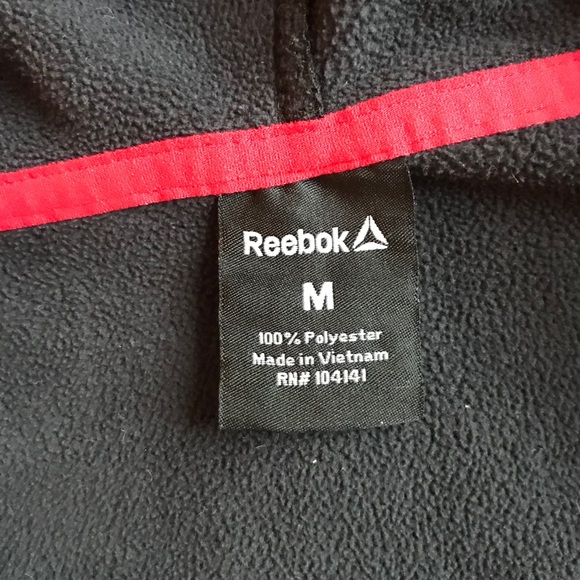 Reebok
M
100% Polyester
Made in Vietnam
RN# 104141